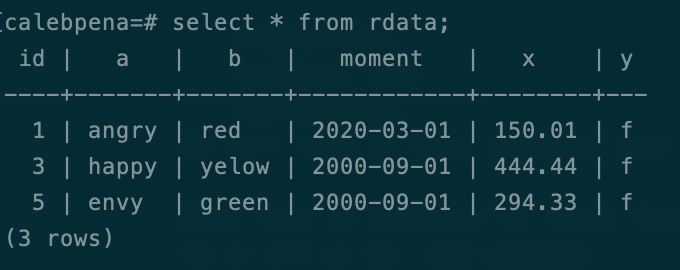 calebpena=# select * from rdata;
 id |   a   |   b   |   moment   |   x    | y
----+-------+-------+------------+--------+---
  1 | angry | red   | 2020-03-01 | 150.01 | f
  3 | happy | yelow | 2000-09-01 | 444.44 | f
  5 | envy  | green | 2000-09-01 | 294.33 | f
(3 rows)